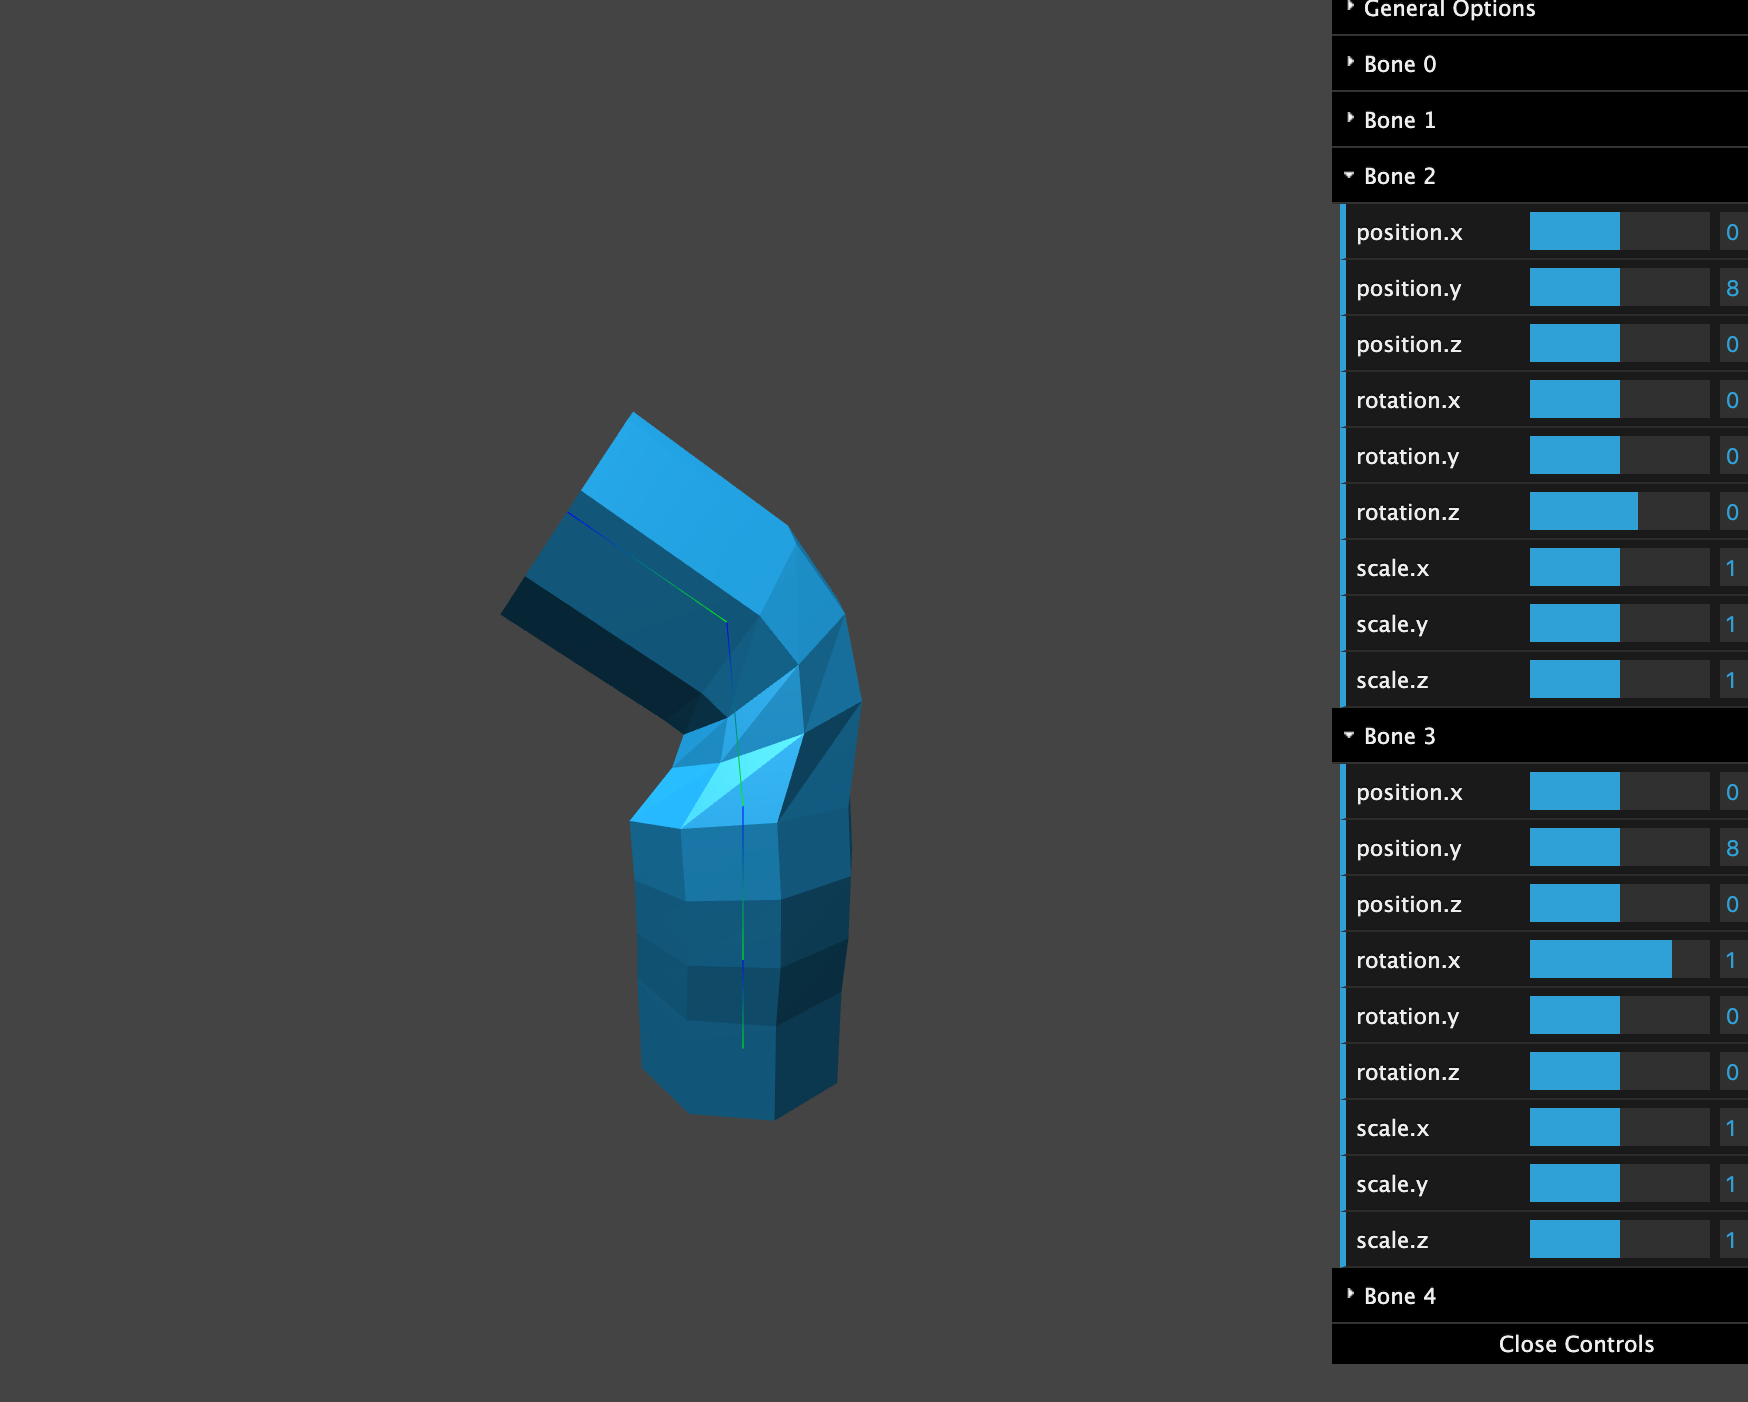 General Options
Bone 0
Bone 1
Bone 2
position.x 0
position.y 8
position.z 0
rotation.x 0
rotation.y 0
rotation.z 0
scale.x 1
scale.y 1
scale.z 1
Bone 3
position.x 0
position.y 8
position.z 0
rotation.x 1
rotation.y 0
rotation.z 0
scale.x 1
scale.y 1
scale.z 1
Bone 4
Close Controls